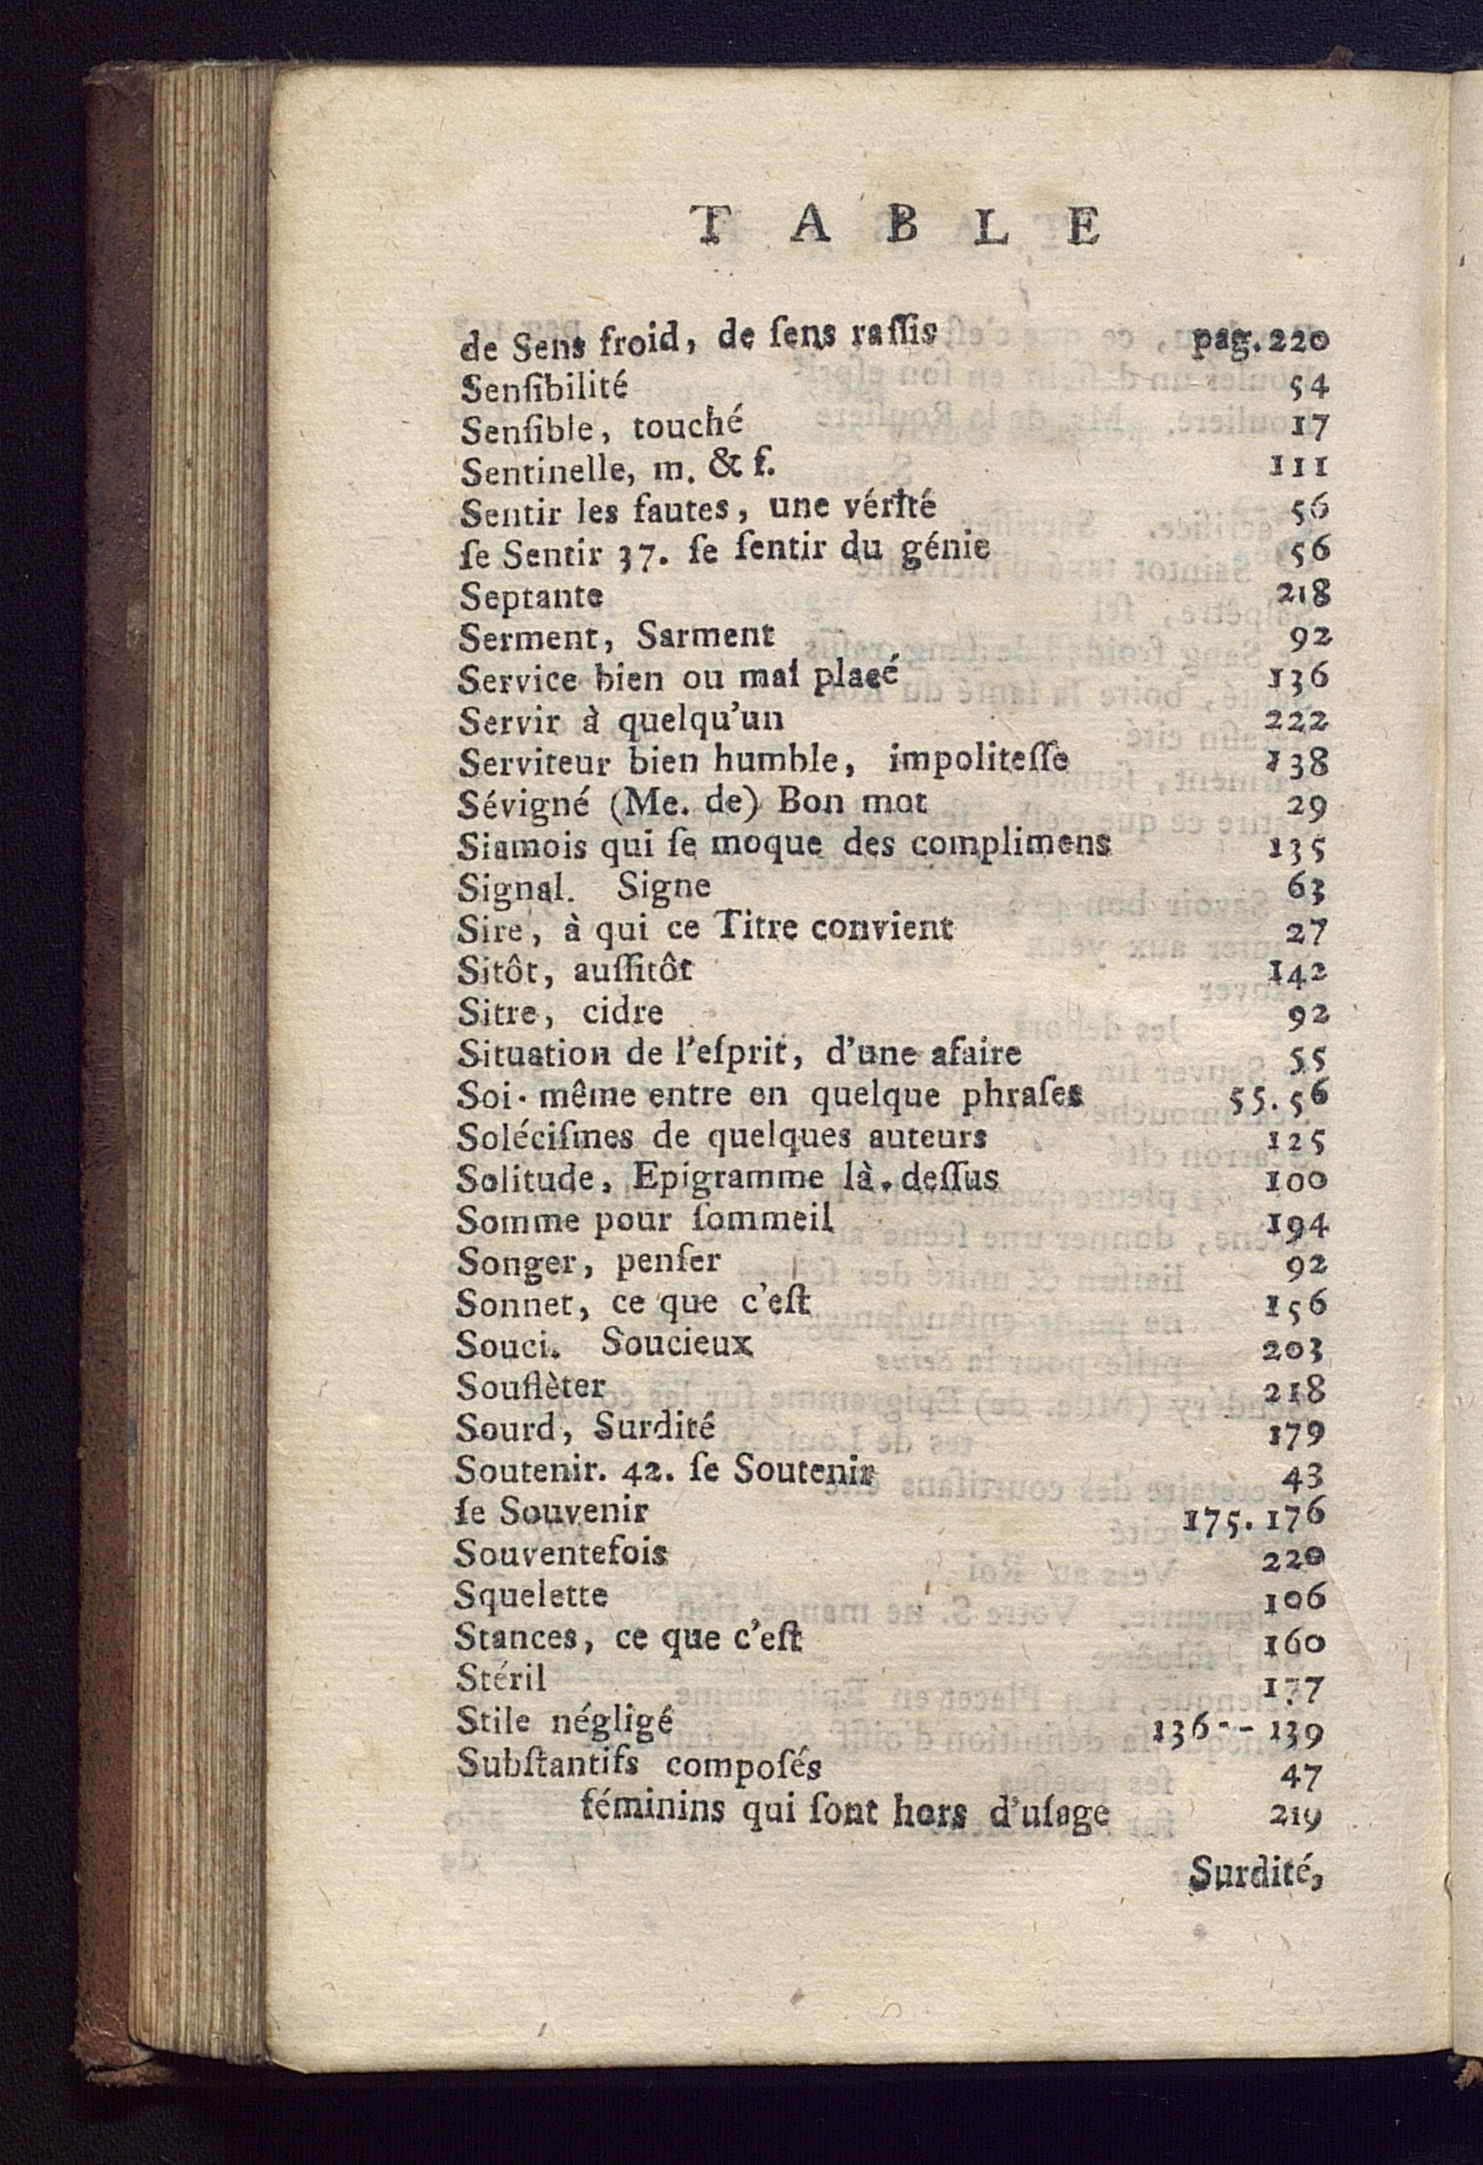 TABLE
de Sens froid, de ſens raſſis pag. 220
Senſibilité 54
Senſible, touché 17
Sentinelle, m. & f. 111
Sentir les fautes, une vérité 56
ſe Sentir 37. ſe ſentir du génie 56
Septante 218
Serment, Sarment 92
Service bien ou mal placé 136
Servir à quelqu'un 222
Serviteur bien humble, impoliteſſe 138
Sévigné (Me. de) Bon mot 29
Siamois qui ſe moque des complimens 135
Signal. Signe 63
Sire, à qui ce Titre convient 27
Sitôt, auſſitôt 142
Sitre, cidre 92
Situation de l'eſprit, d'une afaire 55
Soi-même entre en quelque phraſes 55.56
Soléciſmes de quelques auteurs 125
Solitude, Epigramme là-deſſus 100
Somme pour ſommeil 194
Songer, penſer 92
Sonnet, ce que c'eſt 156
Souci. Soucieux 203
Souflèter 218
Sourd, Surdité 179
Soutenir. 42. ſe Soutenir 43
ſe Souvenir 175.176
Souventefois 220
Squelette 106
Stances, ce que c'eſt 160
Stéril 177
Stile négligé 136-- 139
Subſtantifs compoſés 47
féminins qui ſont hors d'uſage 219
Surdité,